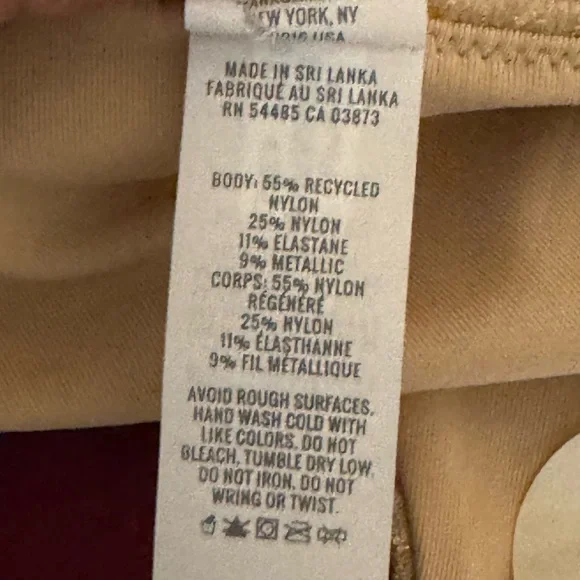 YORK, NY
USA
MADE IN SRI LANKA
FABRIQUÉ AU SRI LANKA
RN 54485 CA 03873
BODY: 55% RECYCLED
NYLON
25% NYLON
11% ELASTANE
9% METALLIC
CORPS: 55% NYLON
RÉGÉNÉRÉ
25% NYLON
11% ÉLASTHANNE
9% FIL MÉTALLIQUE
AVOID ROUGH SURFACES.
HAND WASH COLD WITH
LIKE COLORS. DO NOT
BLEACH. TUMBLE DRY LOW.
DO NOT IRON. DO NOT
WRING OR TWIST.